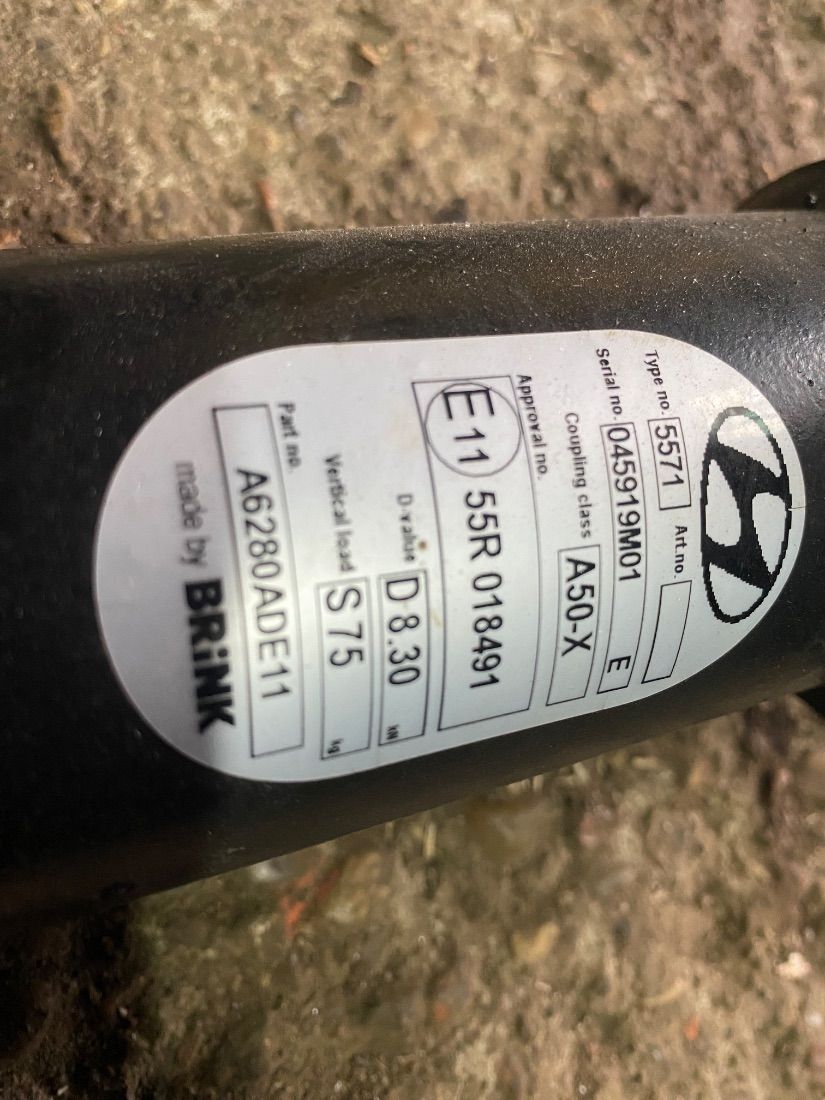 Type no. 5571 Art.no.
Serial no. 045919M01 E
Coupling class A50-X
Approval no.
E11 55R 018491
D-value D 8.30 kN
Vertical load S 75 kg
Part no.
A6280ADE11
made by BRiNK